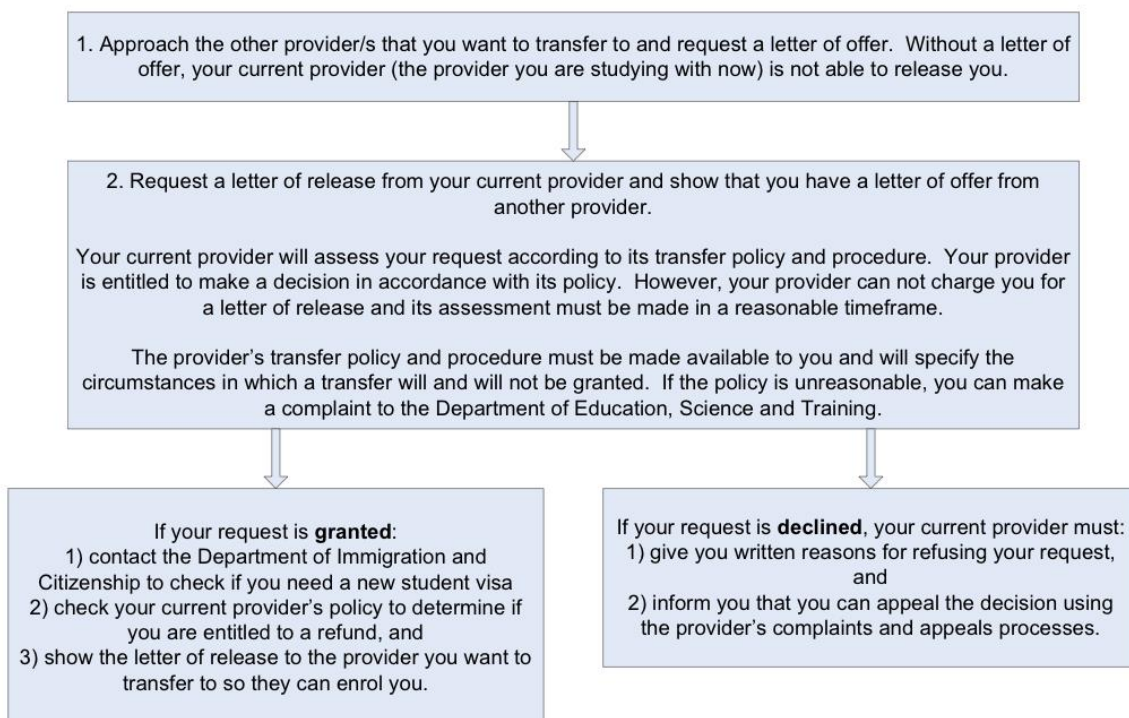 1. Approach the other provider/s that you want to transfer to and request a letter of offer.  Without a letter of
offer, your current provider (the provider you are studying with now) is not able to release you.
2. Request a letter of release from your current provider and show that you have a letter of offer from
another provider.
Your current provider will assess your request according to its transfer policy and procedure.  Your provider
is entitled to make a decision in accordance with its policy.  However, your provider can not charge you for
a letter of release and its assessment must be made in a reasonable timeframe.
The provider's transfer policy and procedure must be made available to you and will specify the
circumstances in which a transfer will and will not be granted.  If the policy is unreasonable, you can make
a complaint to the Department of Education, Science and Training.
If your request is granted:
1) contact the Department of Immigration and
Citizenship to check if you need a new student visa
2) check your current provider's policy to determine if
you are entitled to a refund, and
3) show the letter of release to the provider you want to
transfer to so they can enrol you.
If your request is declined, your current provider must:
1) give you written reasons for refusing your request,
and
2) inform you that you can appeal the decision using
the provider's complaints and appeals processes.